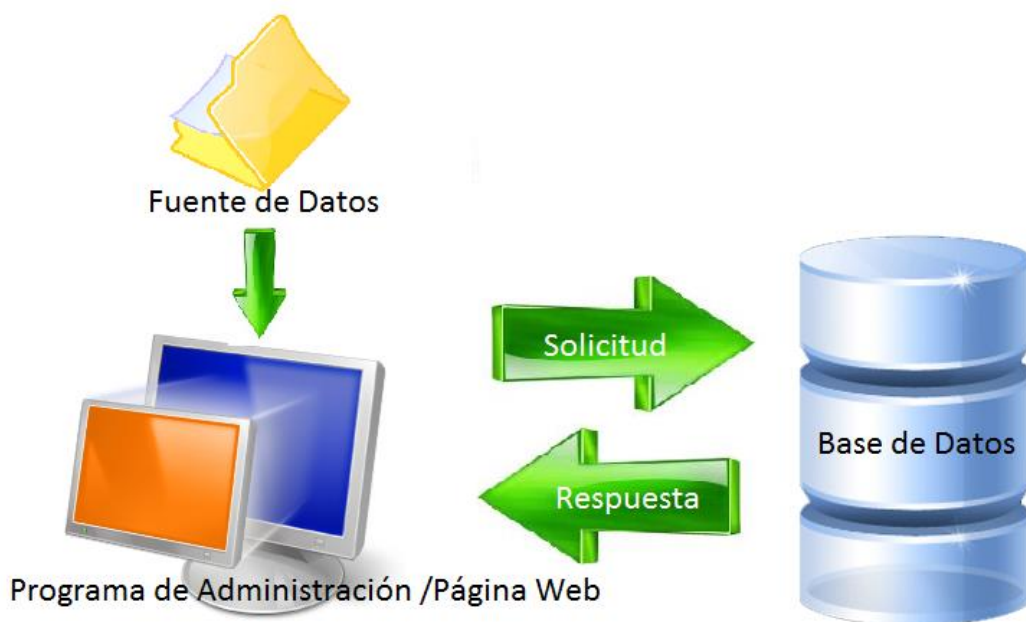 Fuente de Datos
Solicitud
Base de Datos
Respuesta
Programa de Administración /Página Web